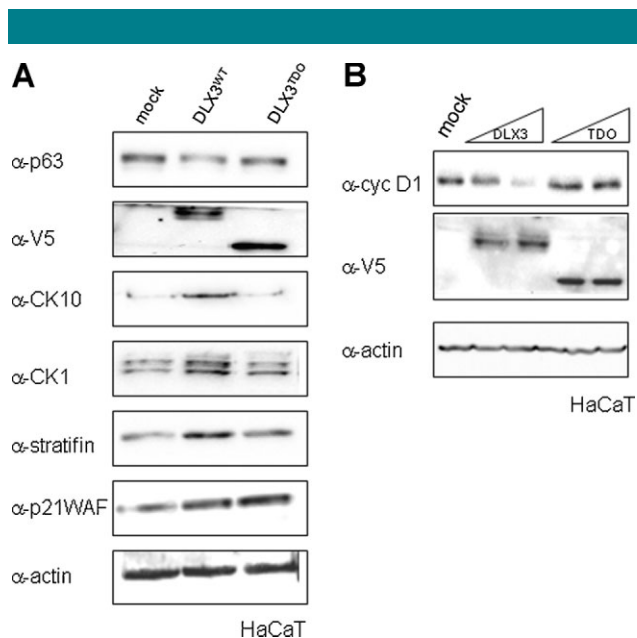 A
mock
DLX3WT
DLX3TDO
α-p63
α-V5
α-CK10
α-CK1
α-stratifin
α-p21WAF
α-actin
HaCaT
B
mock
DLX3
TDO
α-cyc D1
α-V5
α-actin
HaCaT